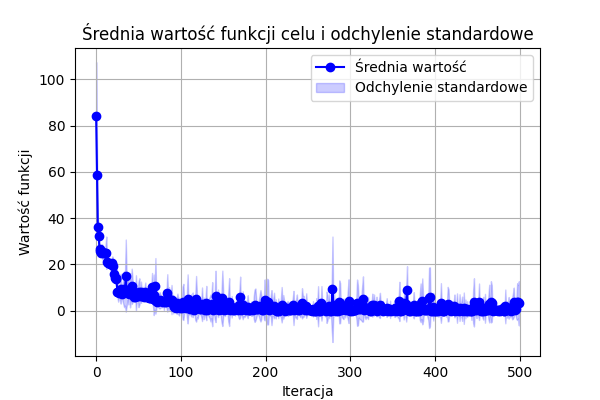 Średnia wartość funkcji celu i odchylenie standardowe
Średnia wartość
Odchylenie standardowe
Wartość funkcji
100
80
60
40
20
0
0 100 200 300 400 500
Iteracja